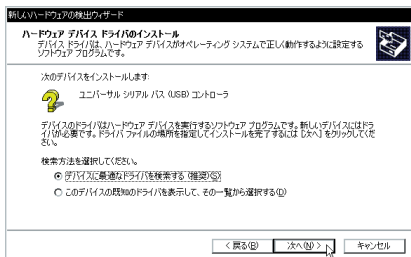 新しいハードウェアの検出ウィザード
ハードウェア デバイス ドライバのインストール
デバイス ドライバは、ハードウェア デバイスがオペレーティング システムで正しく動作するように設定する
ソフトウェア プログラムです。
次のデバイスをインストールします:
ユニバーサル シリアル バス (USB) コントローラ
デバイスのドライバはハードウェア デバイスを実行するソフトウェア プログラムです。新しいデバイスにはドラ
イバが必要です。ドライバ ファイルの場所を指定してインストールを完了するには [次へ] をクリックしてくだ
さい。
検索方法を選択してください。
デバイスに最適なドライバを検索する (推奨)(S)
このデバイスの既知のドライバを表示して、その一覧から選択する(D)
< 戻る(B)
次へ(N) >
キャンセル